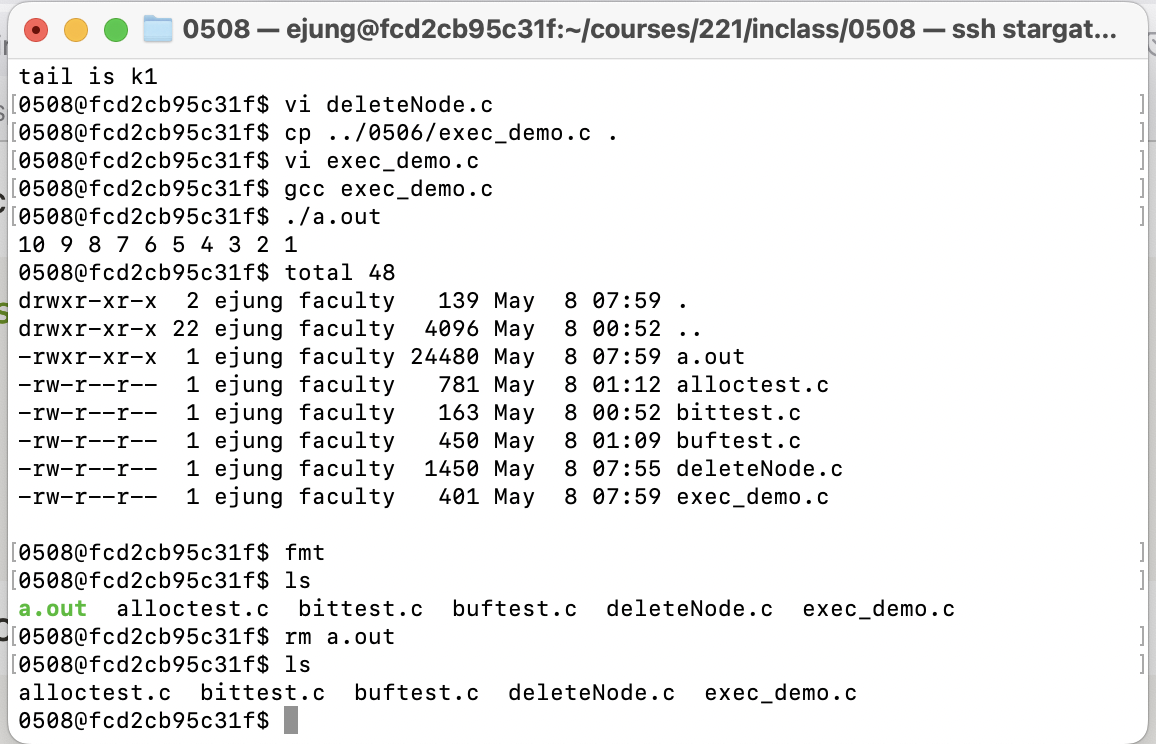 0508 — ejung@fcd2cb95c31f:~/courses/221/inclass/0508 — ssh stargat...
tail is k1
[0508@fcd2cb95c31f$ vi deleteNode.c ]
[0508@fcd2cb95c31f$ cp ../0506/exec_demo.c . ]
[0508@fcd2cb95c31f$ vi exec_demo.c ]
[0508@fcd2cb95c31f$ gcc exec_demo.c ]
[0508@fcd2cb95c31f$ ./a.out ]
10 9 8 7 6 5 4 3 2 1
0508@fcd2cb95c31f$ total 48
drwxr-xr-x  2 ejung faculty   139 May  8 07:59 .
drwxr-xr-x 22 ejung faculty  4096 May  8 00:52 ..
-rwxr-xr-x  1 ejung faculty 24480 May  8 07:59 a.out
-rw-r--r--  1 ejung faculty   781 May  8 01:12 alloctest.c
-rw-r--r--  1 ejung faculty   163 May  8 00:52 bittest.c
-rw-r--r--  1 ejung faculty   450 May  8 01:09 buftest.c
-rw-r--r--  1 ejung faculty  1450 May  8 07:55 deleteNode.c
-rw-r--r--  1 ejung faculty   401 May  8 07:59 exec_demo.c
[0508@fcd2cb95c31f$ fmt ]
[0508@fcd2cb95c31f$ ls ]
a.out  alloctest.c  bittest.c  buftest.c  deleteNode.c  exec_demo.c
[0508@fcd2cb95c31f$ rm a.out ]
[0508@fcd2cb95c31f$ ls ]
alloctest.c  bittest.c  buftest.c  deleteNode.c  exec_demo.c
0508@fcd2cb95c31f$